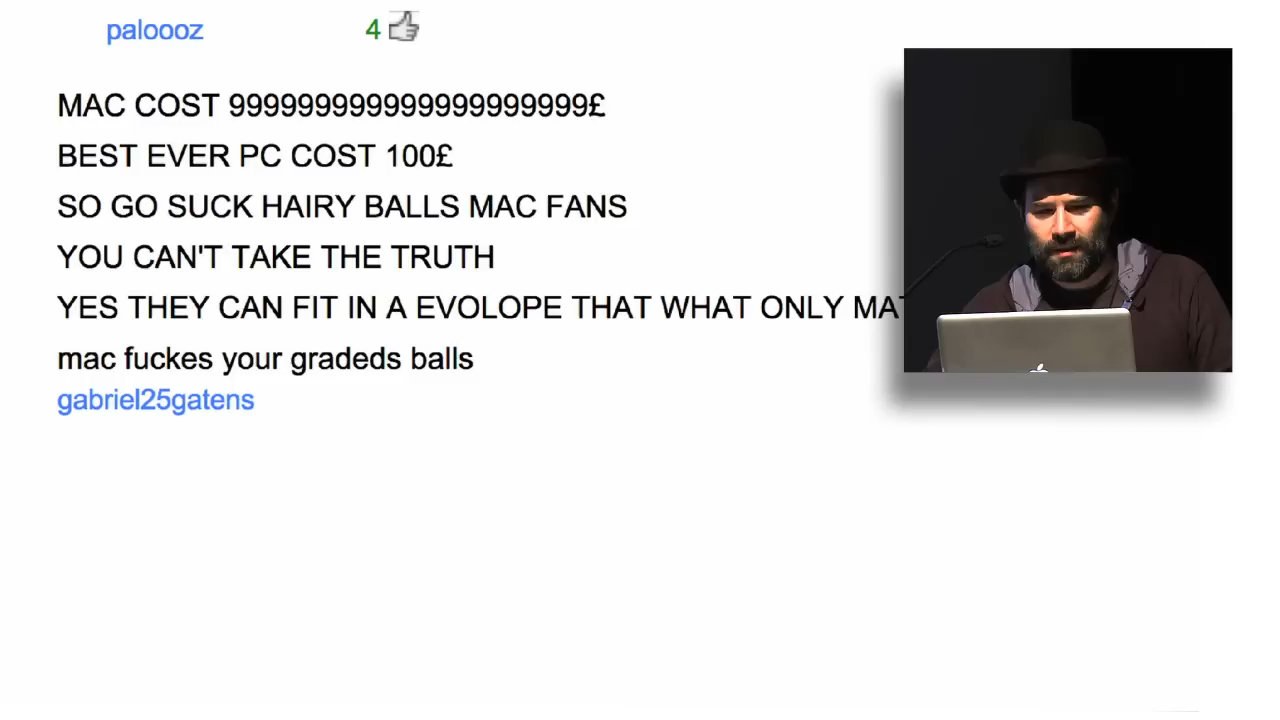 paloooz 4
MAC COST 9999999999999999999999£
BEST EVER PC COST 100£
SO GO SUCK HAIRY BALLS MAC FANS
YOU CAN'T TAKE THE TRUTH
YES THEY CAN FIT IN A EVOLOPE THAT WHAT ONLY
mac fuckes your gradeds balls
gabriel25gatens